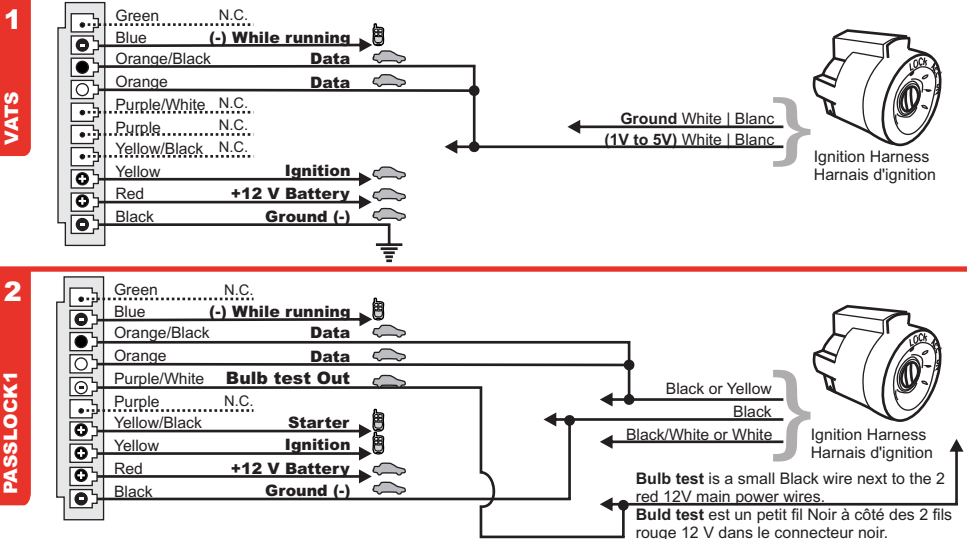 1
VATS
Green N.C.
Blue (-) While running
Orange/Black Data
Orange Data
Purple/White N.C.
Purple N.C.
Yellow/Black N.C.
Yellow Ignition
Red +12 V Battery
Black Ground (-)
Ground White | Blanc
(1V to 5V) White | Blanc
LOCK
Ignition Harness
Harnais d'ignition
2
PASSLOCK1
Green N.C.
Blue (-) While running
Orange/Black Data
Orange Data
Purple/White Bulb test Out
Purple N.C.
Yellow/Black Starter
Yellow Ignition
Red +12 V Battery
Black Ground (-)
Black or Yellow
Black
Black/White or White
LOCK
Ignition Harness
Harnais d'ignition
Bulb test is a small Black wire next to the 2
red 12V main power wires.
Buld test est un petit fil Noir à côté des 2 fils
rouge 12 V dans le connecteur noir.